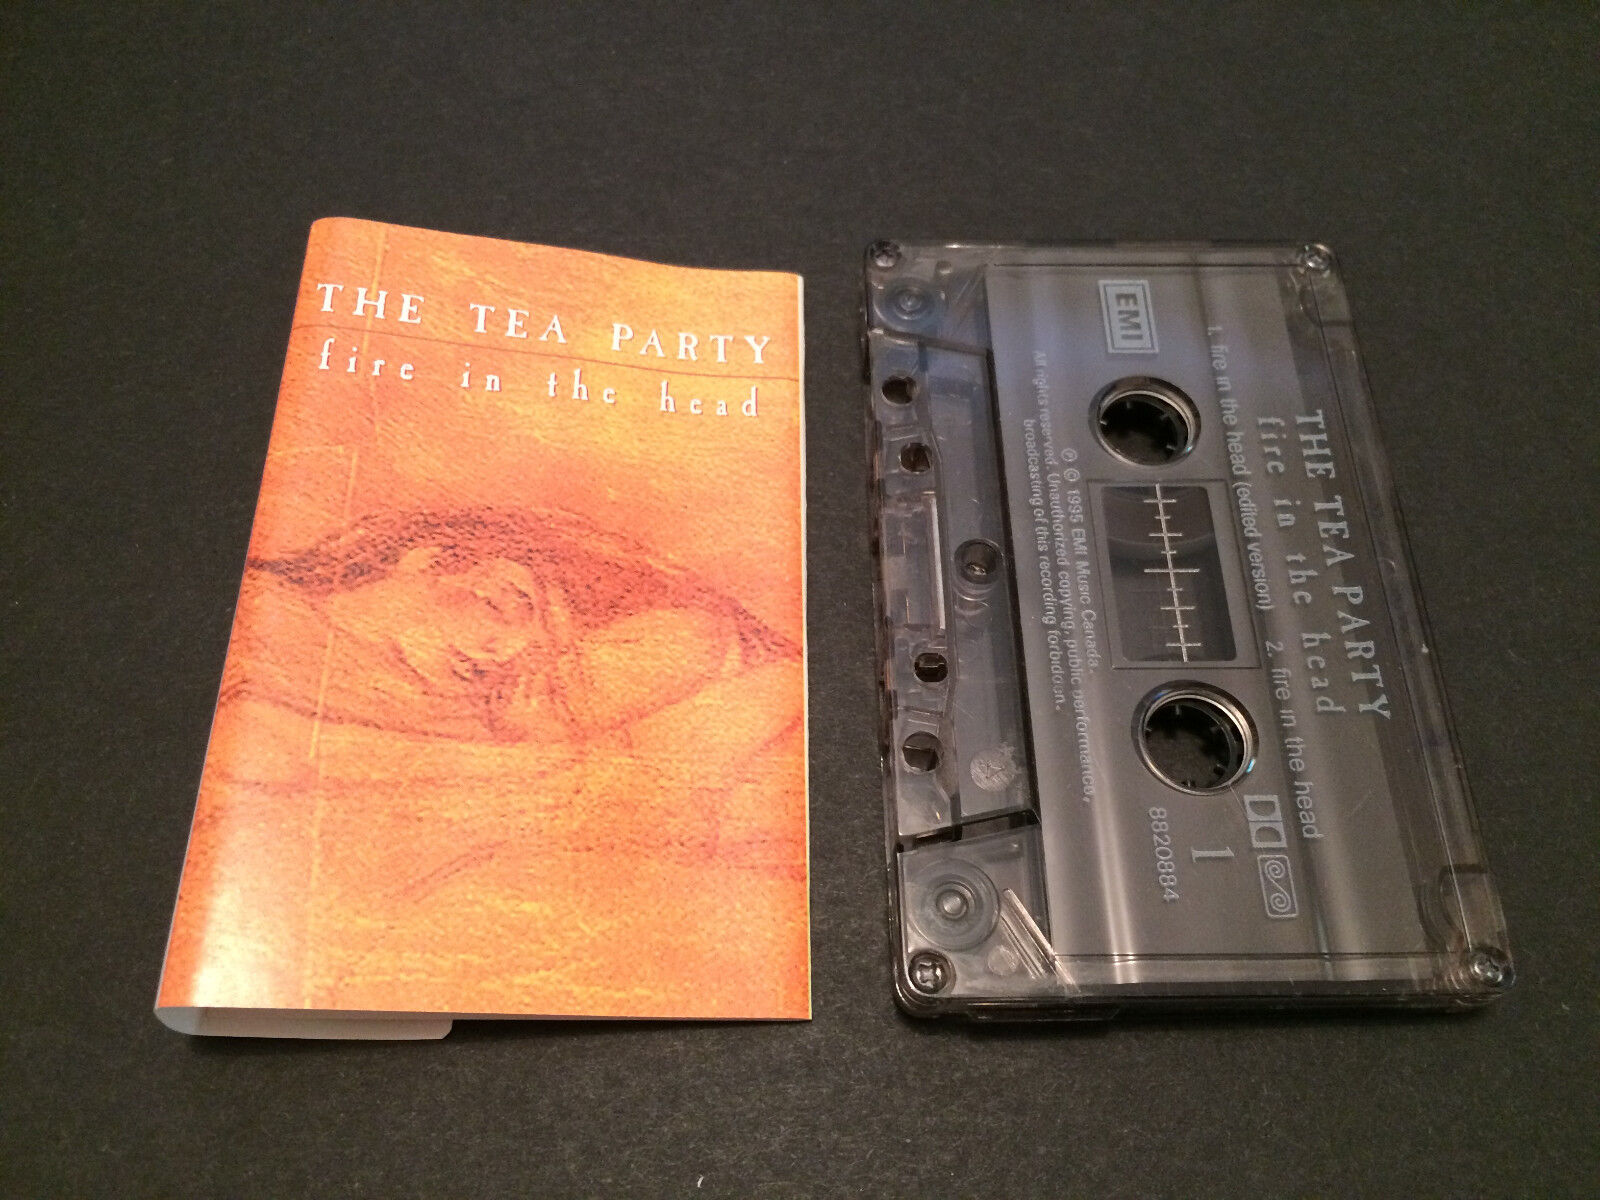 THE TEA PARTY
fire in the head
THE TEA PARTY
fire in the head
1. fire in the head (edited version) 2. fire in the head
EMI
1
8820884
℗ © 1995 EMI Music Canada.
All rights reserved. Unauthorized copying, public performance,
broadcasting of this recording forbidden.